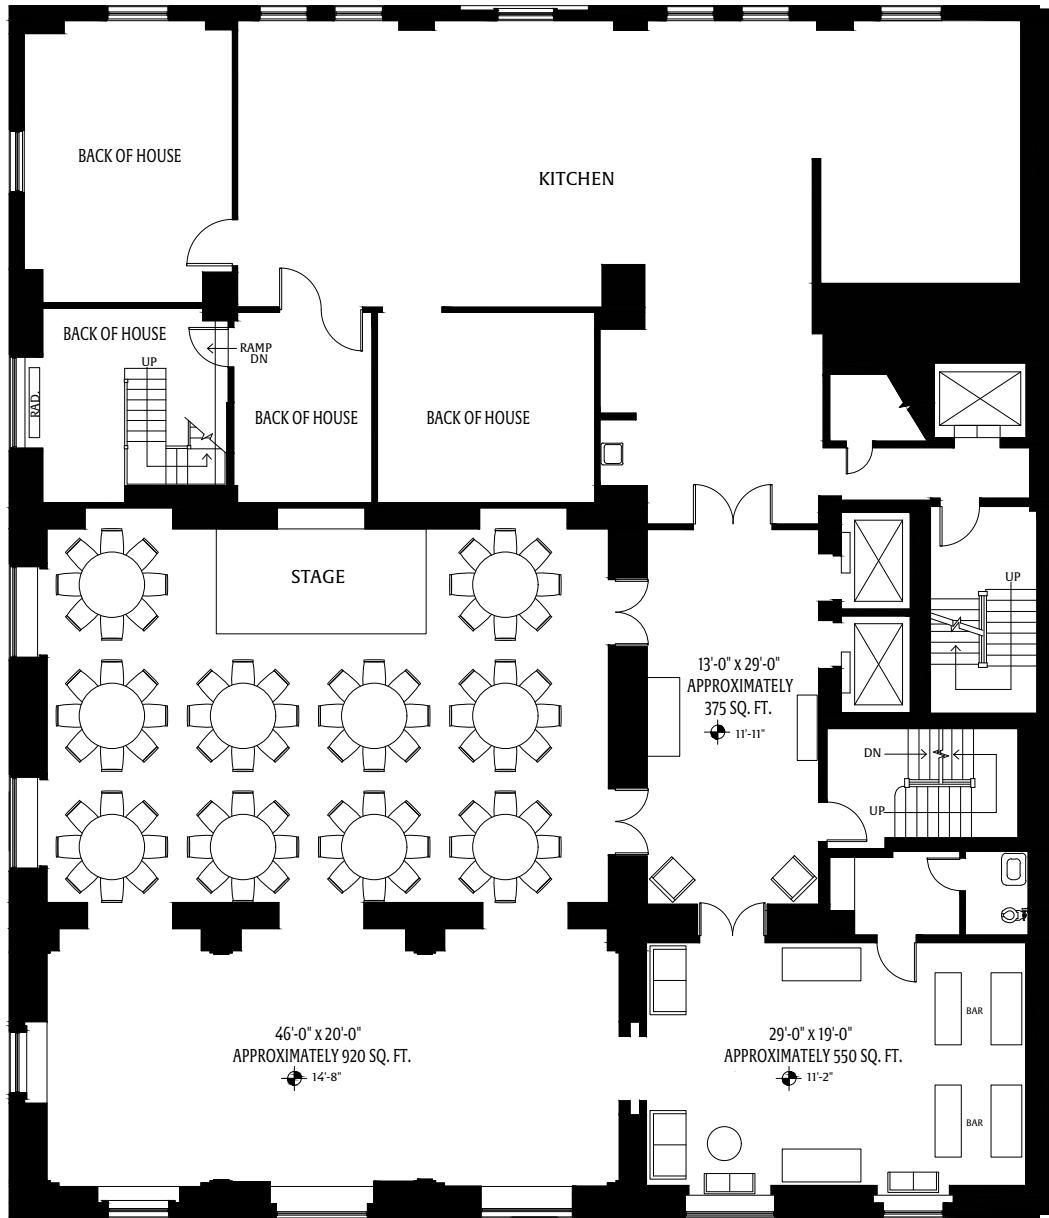 BACK OF HOUSE
KITCHEN
BACK OF HOUSE
UP
RAMP
DN
RAD.
BACK OF HOUSE
BACK OF HOUSE
STAGE
UP
13'-0" x 29'-0"
APPROXIMATELY
375 SQ. FT.
11'-11"
DN
UP
46'-0" x 20'-0"
APPROXIMATELY 920 SQ. FT.
14'-8"
29'-0" x 19'-0"
APPROXIMATELY 550 SQ. FT.
11'-2"
BAR
BAR